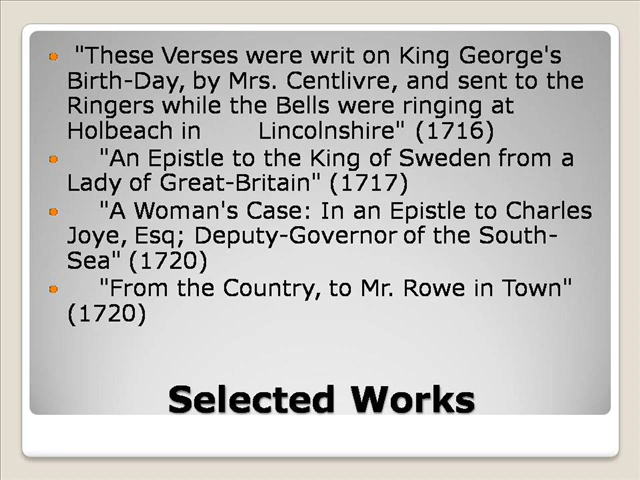 "These Verses were writ on King George's
Birth-Day, by Mrs. Centlivre, and sent to the
Ringers while the Bells were ringing at
Holbeach in Lincolnshire" (1716)
"An Epistle to the King of Sweden from a
Lady of Great-Britain" (1717)
"A Woman's Case: In an Epistle to Charles
Joye, Esq; Deputy-Governor of the South-
Sea" (1720)
"From the Country, to Mr. Rowe in Town"
(1720)
Selected Works